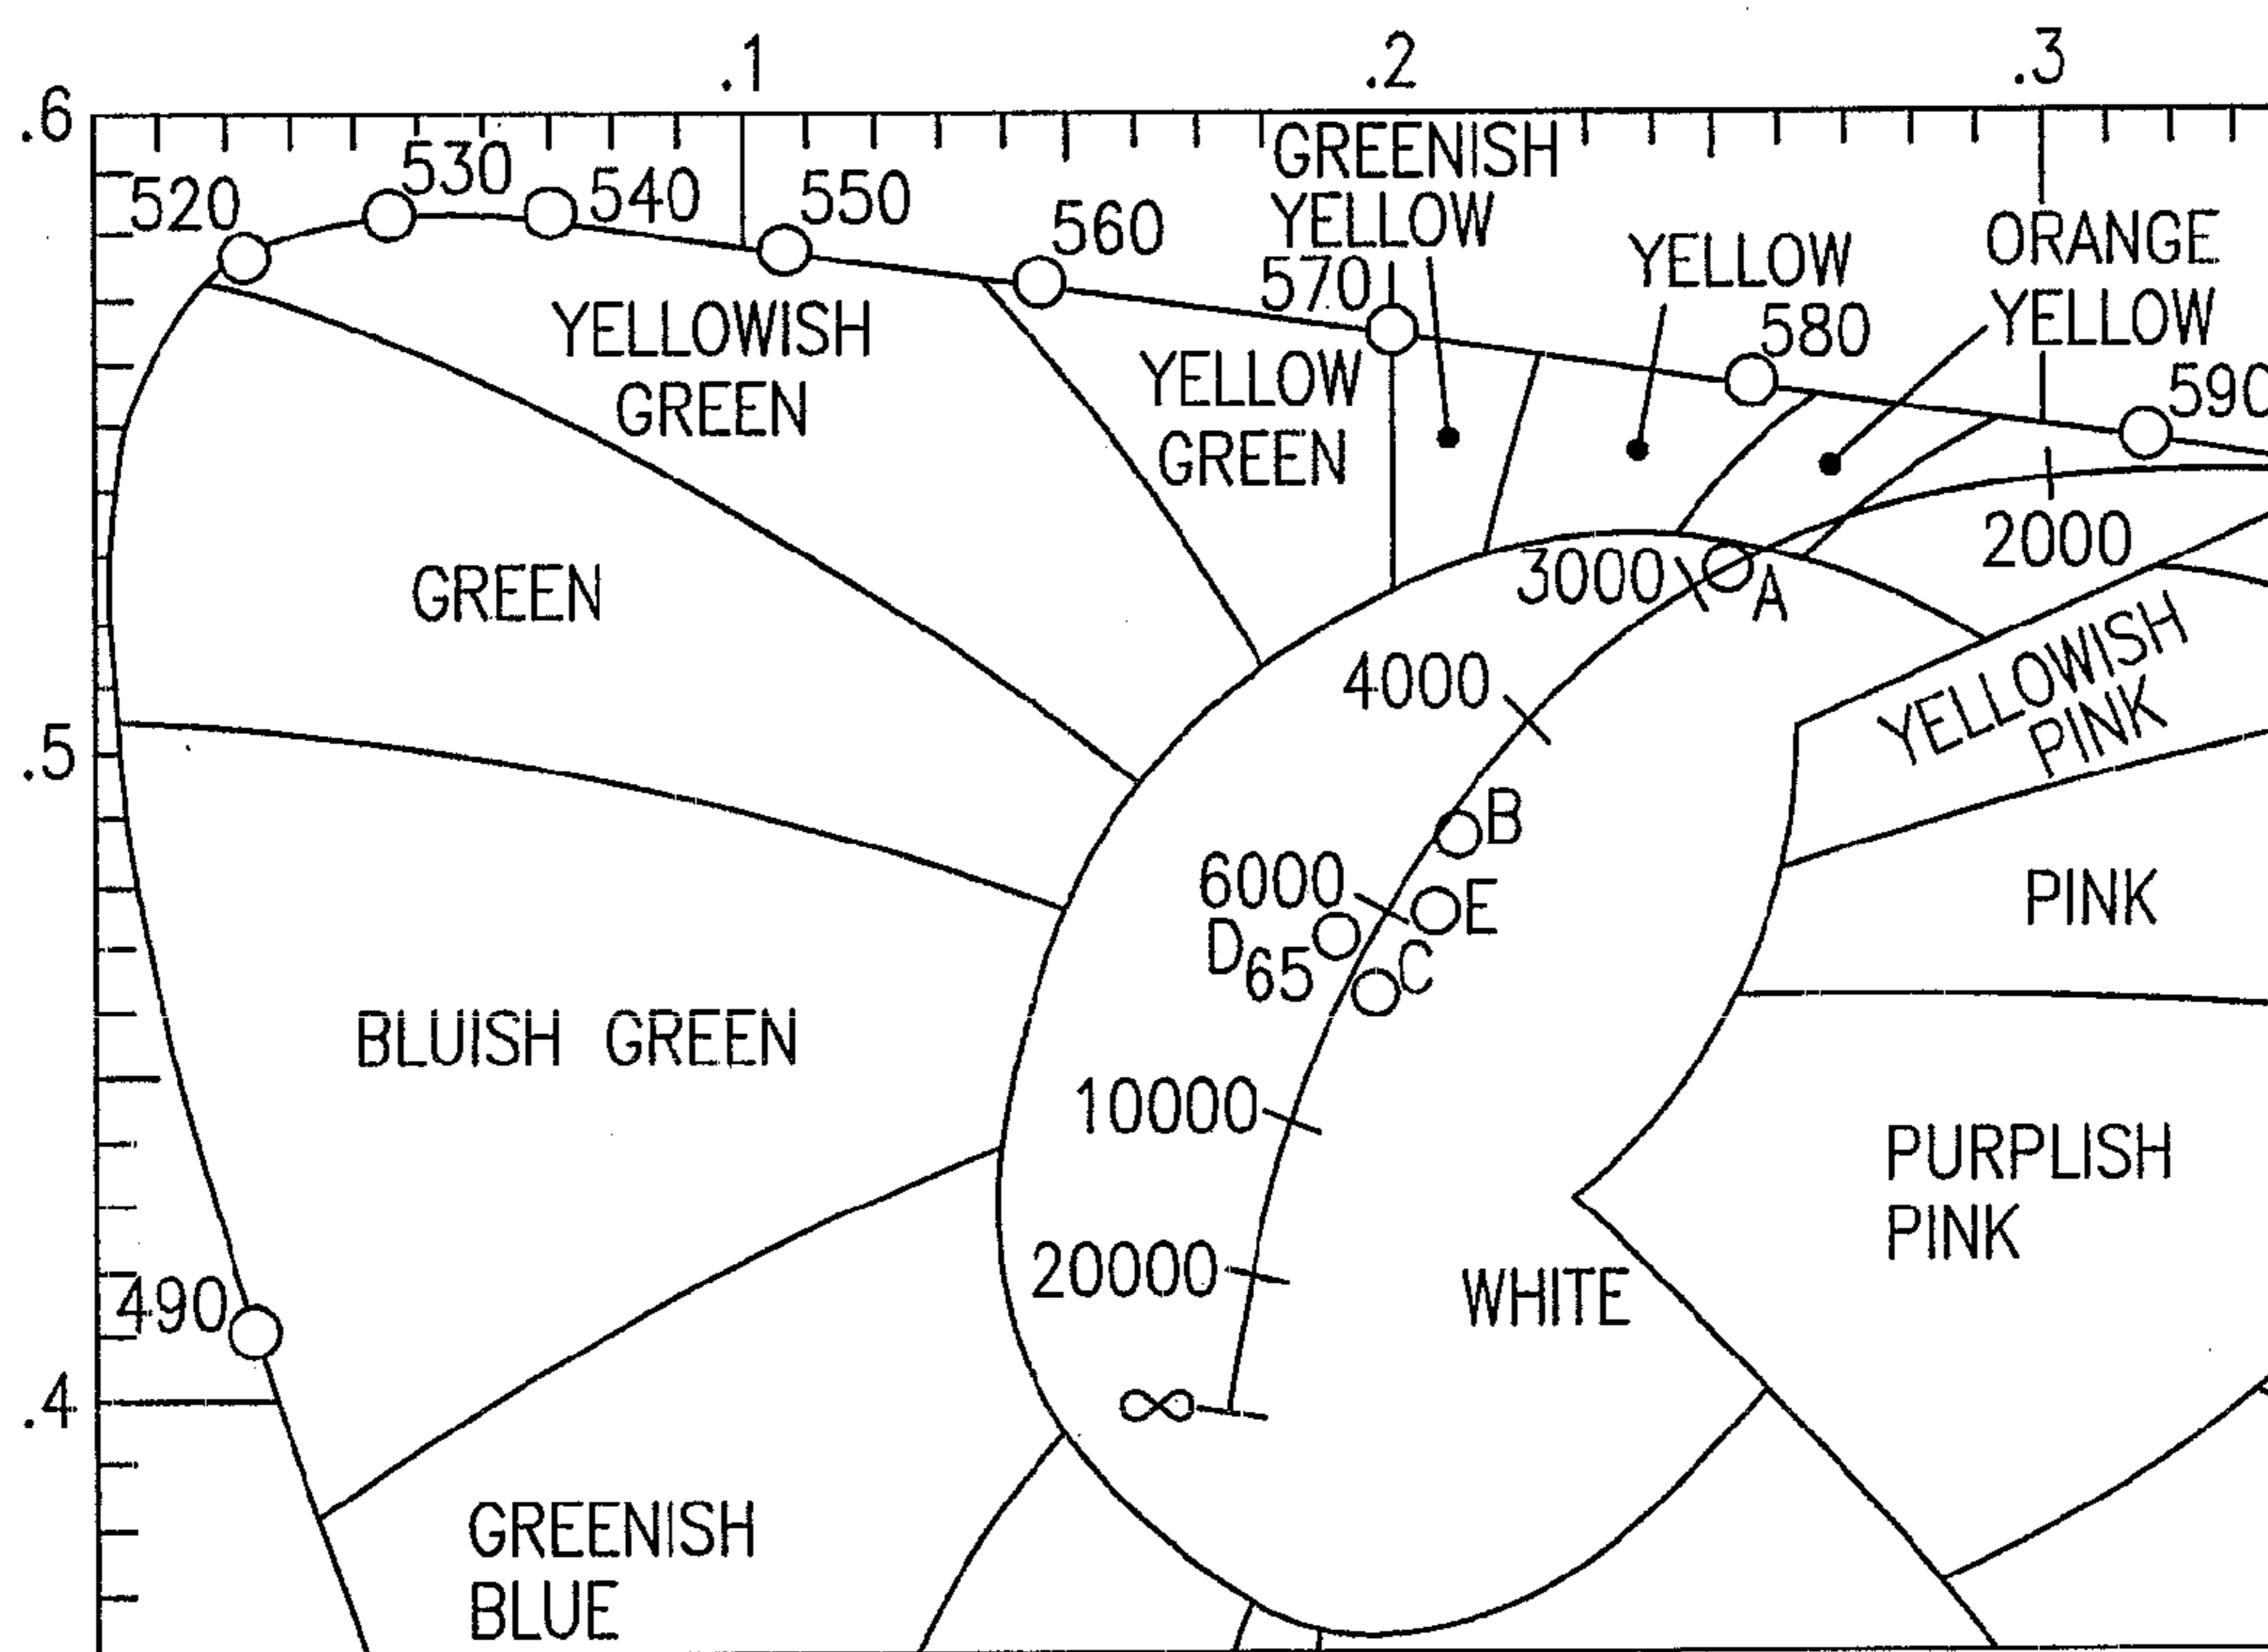 .1
.2
.3
.6
GREENISH
YELLOW
520
530
540
550
560
570
YELLOW
580
ORANGE
YELLOW
590
YELLOWISH
GREEN
YELLOW
GREEN
GREEN
3000
A
2000
4000
YELLOWISH
PINK
.5
B
6000
E
D65
C
PINK
BLUISH GREEN
10000
PURPLISH
PINK
20000
WHITE
490
.4
∞
GREENISH
BLUE